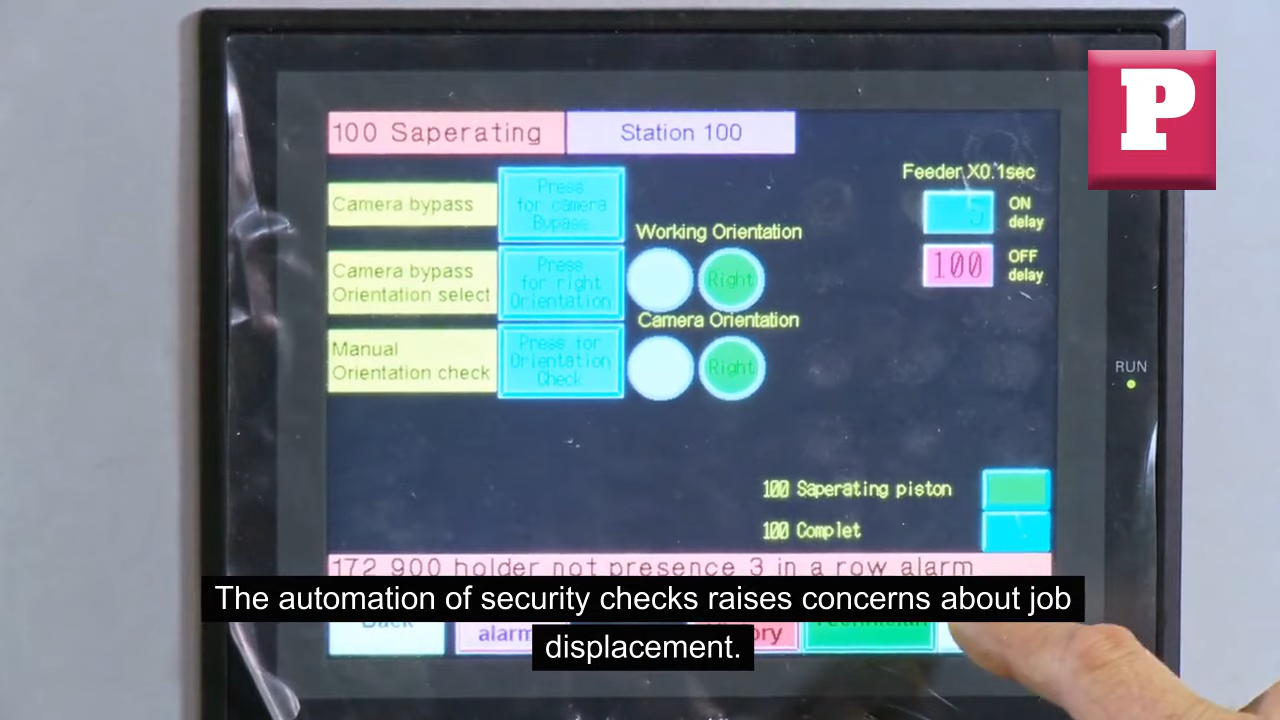 P
100 Saperating
Station 100
Feeder X0.1sec
Camera bypass
Press
for camera
Bypass
ON
delay
Working Orientation
Camera bypass
Orientation select
Press
for right
Orientation
Right
100
OFF
delay
Camera Orientation
Manual
Orientation check
Press for
Orientation
Check
Right
RUN
100 Saperating piston
100 Complet
172 900 holder not presence 3 in a row alarm
The automation of security checks raises concerns about job
displacement.
Back
alarm
Technician